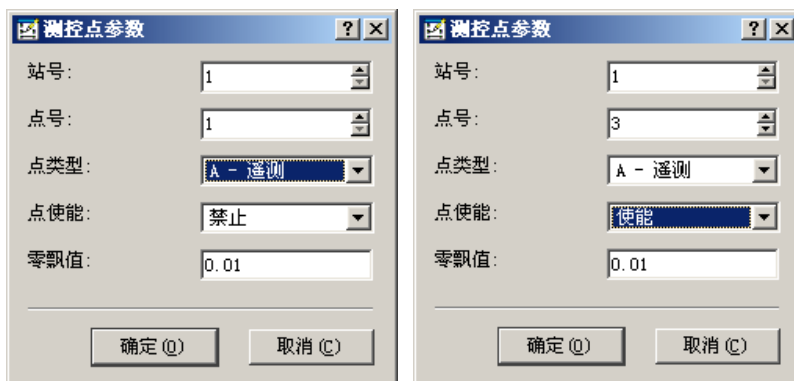 测控点参数
站号:
1
点号:
1
点类型:
A - 遥测
点使能:
禁止
零飘值:
0.01
确定(O)
取消(C)
测控点参数
站号:
1
点号:
3
点类型:
A - 遥测
点使能:
使能
零飘值:
0.01
确定(O)
取消(C)